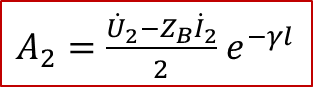 A₂ = (U̇₂−Z_B İ₂)/2 e^(−γl)